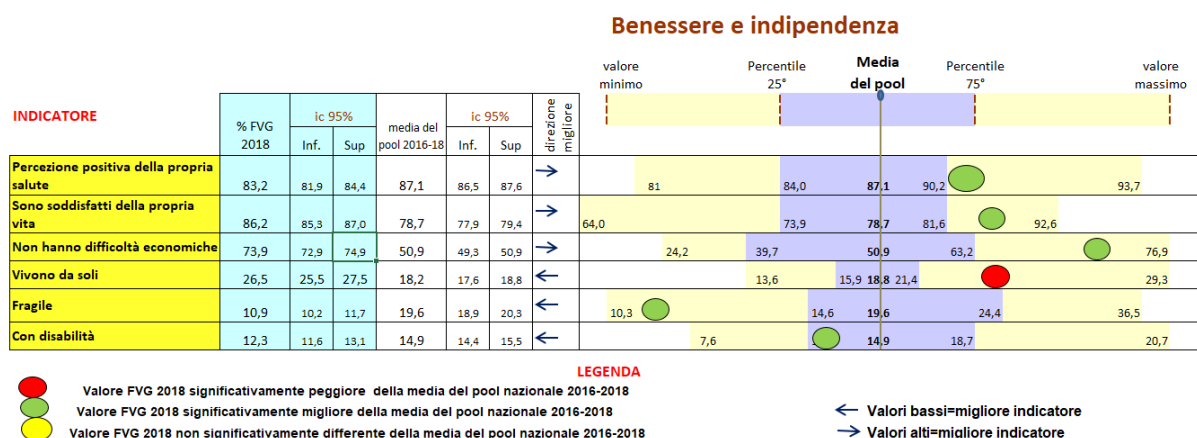 Benessere e indipendenza
valore minimo
Percentile 25°
Media del pool
Percentile 75°
valore massimo
0
INDICATORE
% FVG 2018
ic 95%
Inf.
Sup
media del pool 2016-18
ic 95%
Inf.
Sup
direzione migliore
Percezione positiva della propria salute
83,2 81,9 84,4 87,1 86,5 87,6 → 81 84,0 87,1 90,2 93,7
Sono soddisfatti della propria vita
86,2 85,3 87,0 78,7 77,9 79,4 → 64,0 73,9 78,7 81,6 92,6
Non hanno difficoltà economiche 73,9 72,9 74,9 50,9 49,3 50,9 → 24,2 39,7 50,9 63,2 76,9
Vivono da soli 26,5 25,5 27,5 18,2 17,6 18,8 ← 13,6 15,9 18,8 21,4 29,3
Fragile 10,9 10,2 11,7 19,6 18,9 20,3 ← 10,3 14,6 19,6 24,4 36,5
Con disabilità 12,3 11,6 13,1 14,9 14,4 15,5 ← 7,6 14,9 18,7 20,7
LEGENDA
Valore FVG 2018 significativamente peggiore della media del pool nazionale 2016-2018
Valore FVG 2018 significativamente migliore della media del pool nazionale 2016-2018
Valore FVG 2018 non significativamente differente della media del pool nazionale 2016-2018
← Valori bassi=migliore indicatore
→ Valori alti=migliore indicatore